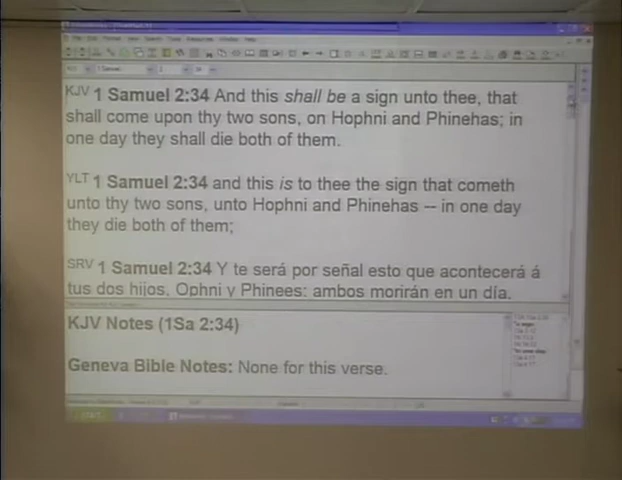 KJV 1 Samuel 2:34 And this shall be a sign unto thee, that
shall come upon thy two sons, on Hophni and Phinehas; in
one day they shall die both of them.
YLT 1 Samuel 2:34 and this is to thee the sign that cometh
unto thy two sons, unto Hophni and Phinehas -- in one day
they die both of them;
SRV 1 Samuel 2:34 Y te será por señal esto que acontecerá á
tus dos hijos, Ophni y Phinees: ambos morirán en un día.
KJV Notes (1Sa 2:34)
Geneva Bible Notes: None for this verse.